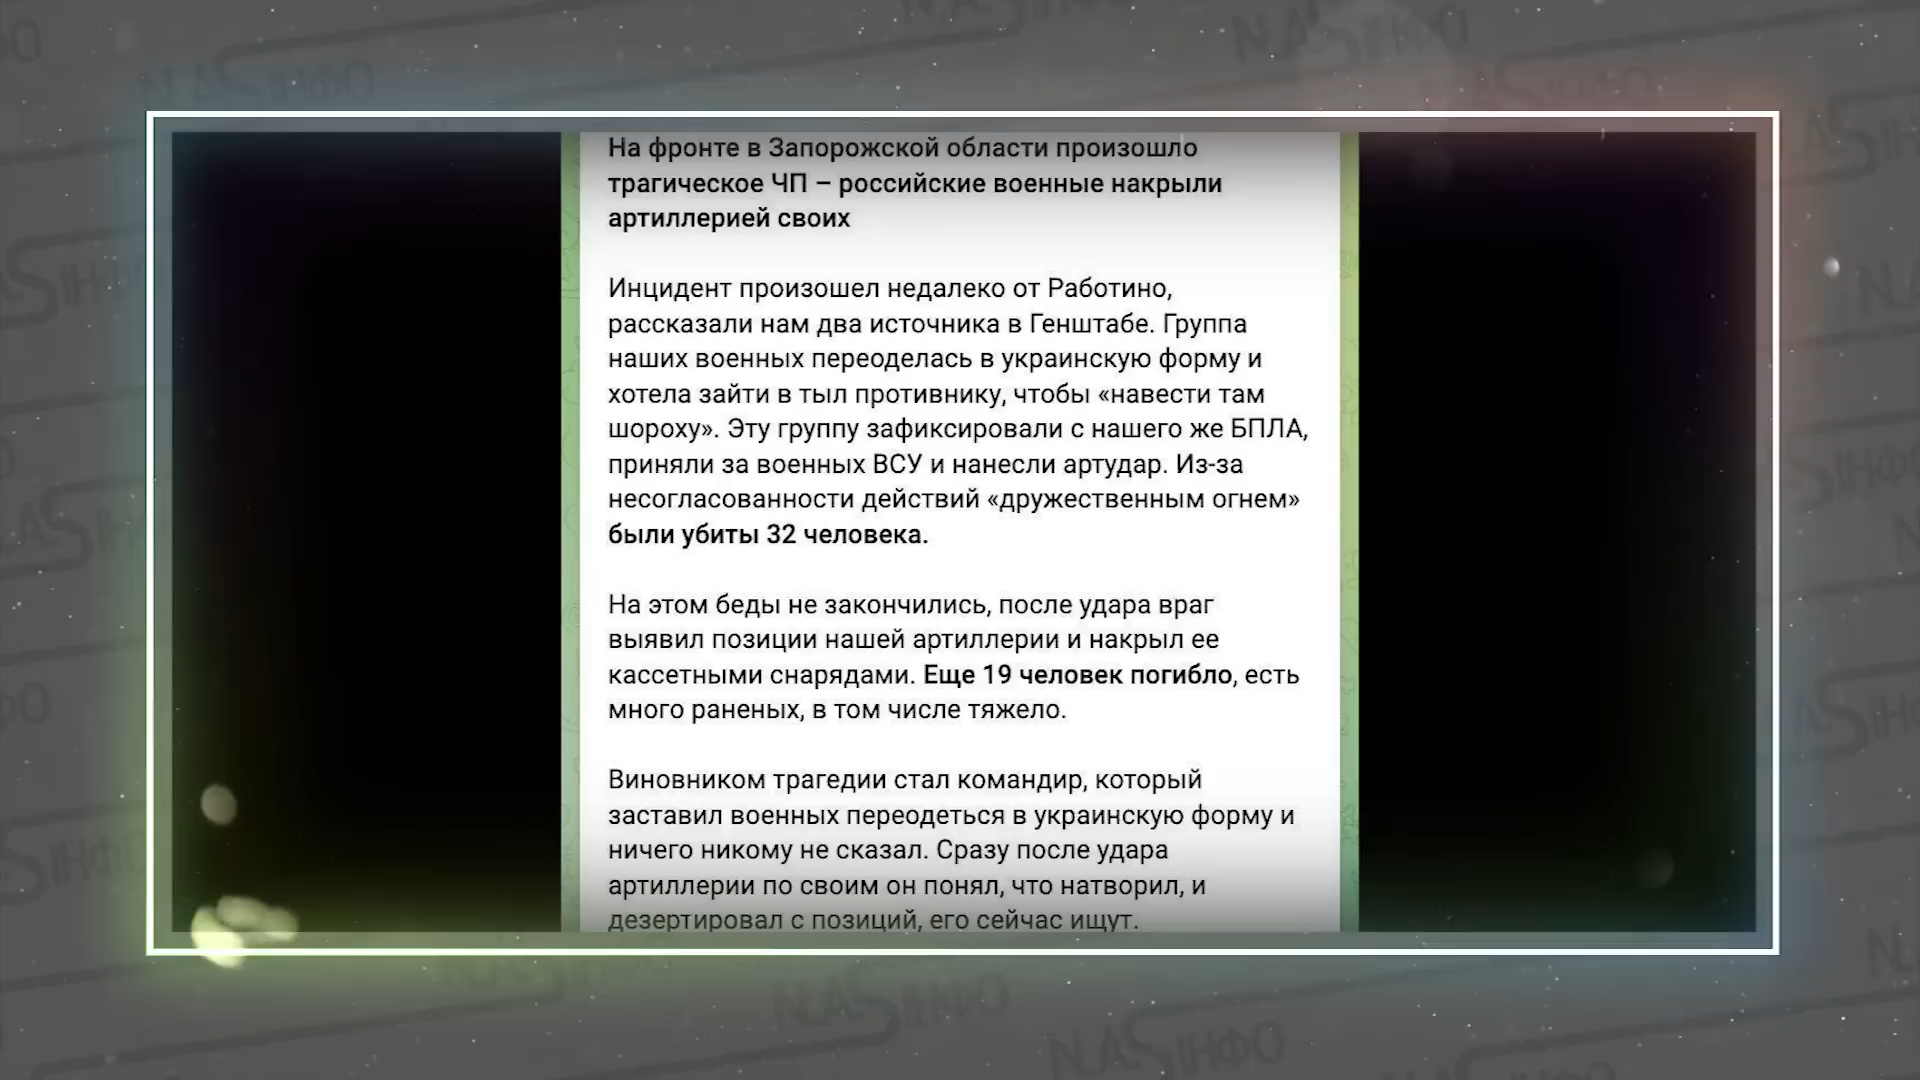 На фронте в Запорожской области произошло
трагическое ЧП – российские военные накрыли
артиллерией своих
Инцидент произошел недалеко от Работино,
рассказали нам два источника в Генштабе. Группа
наших военных переоделась в украинскую форму и
хотела зайти в тыл противнику, чтобы «навести там
шороху». Эту группу зафиксировали с нашего же БПЛА,
приняли за военных ВСУ и нанесли артудар. Из-за
несогласованности действий «дружественным огнем»
были убиты 32 человека.
На этом беды не закончились, после удара враг
выявил позиции нашей артиллерии и накрыл ее
кассетными снарядами. Еще 19 человек погибло, есть
много раненых, в том числе тяжело.
Виновником трагедии стал командир, который
заставил военных переодеться в украинскую форму и
ничего никому не сказал. Сразу после удара
артиллерии по своим он понял, что натворил, и
дезертировал с позиций, его сейчас ищут.